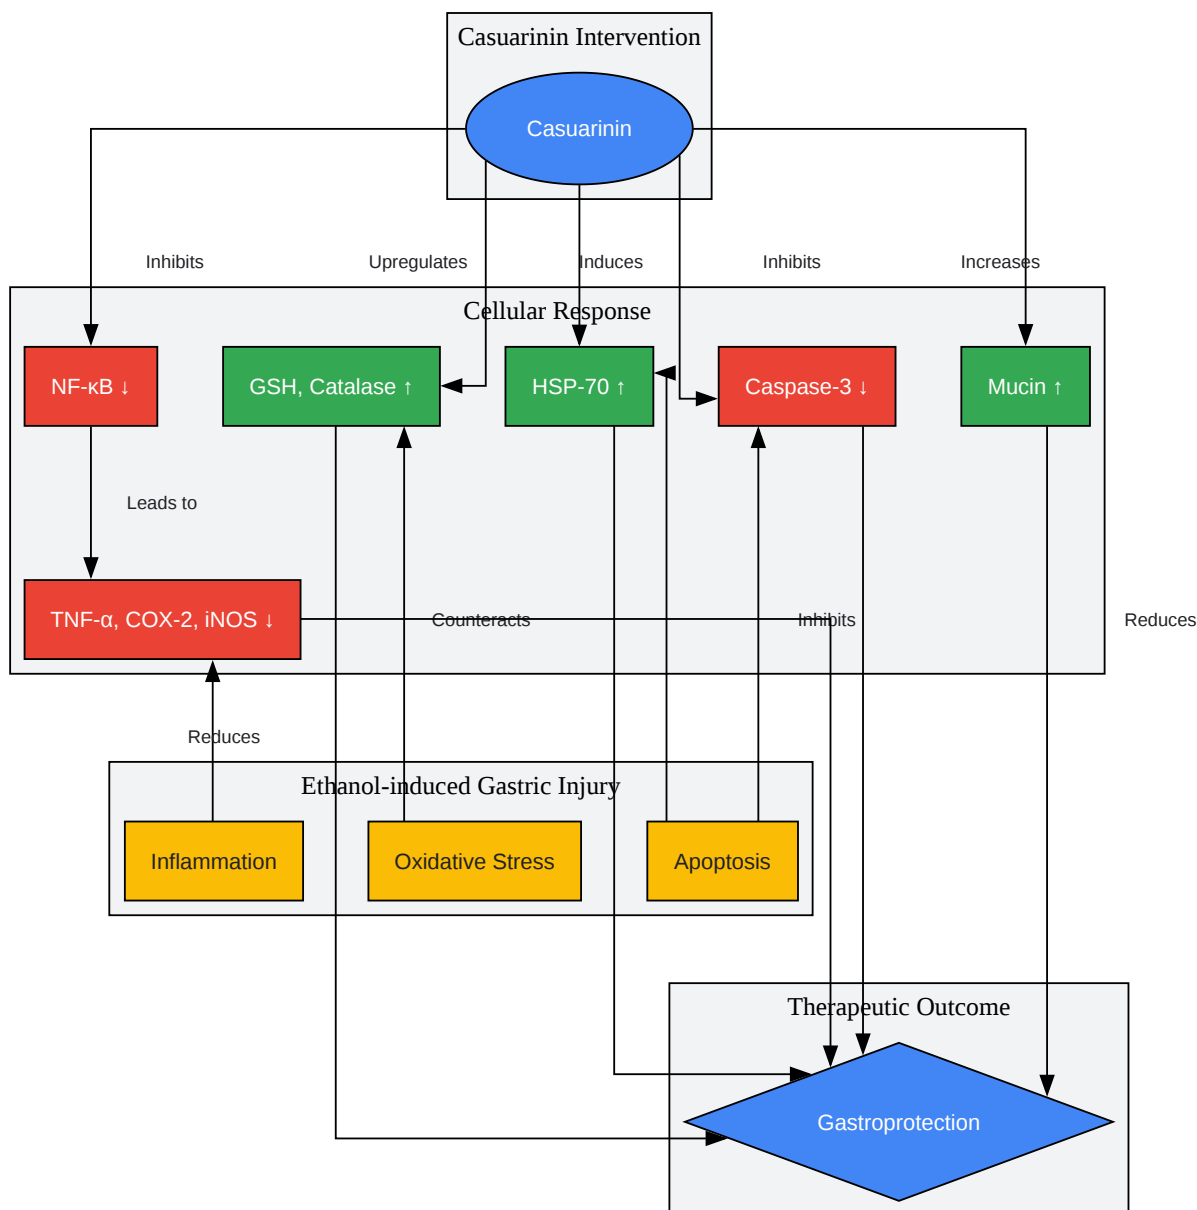 Casuarinin Intervention
Casuarinin
Inhibits
Upregulates
Induces
Inhibits
Increases
Cellular Response
NF-κB ↓
GSH, Catalase ↑
HSP-70 ↑
Caspase-3 ↓
Mucin ↑
Leads to
TNF-α, COX-2, iNOS ↓
Counteracts
Inhibits
Reduces
Reduces
Ethanol-induced Gastric Injury
Inflammation
Oxidative Stress
Apoptosis
Therapeutic Outcome
Gastroprotection